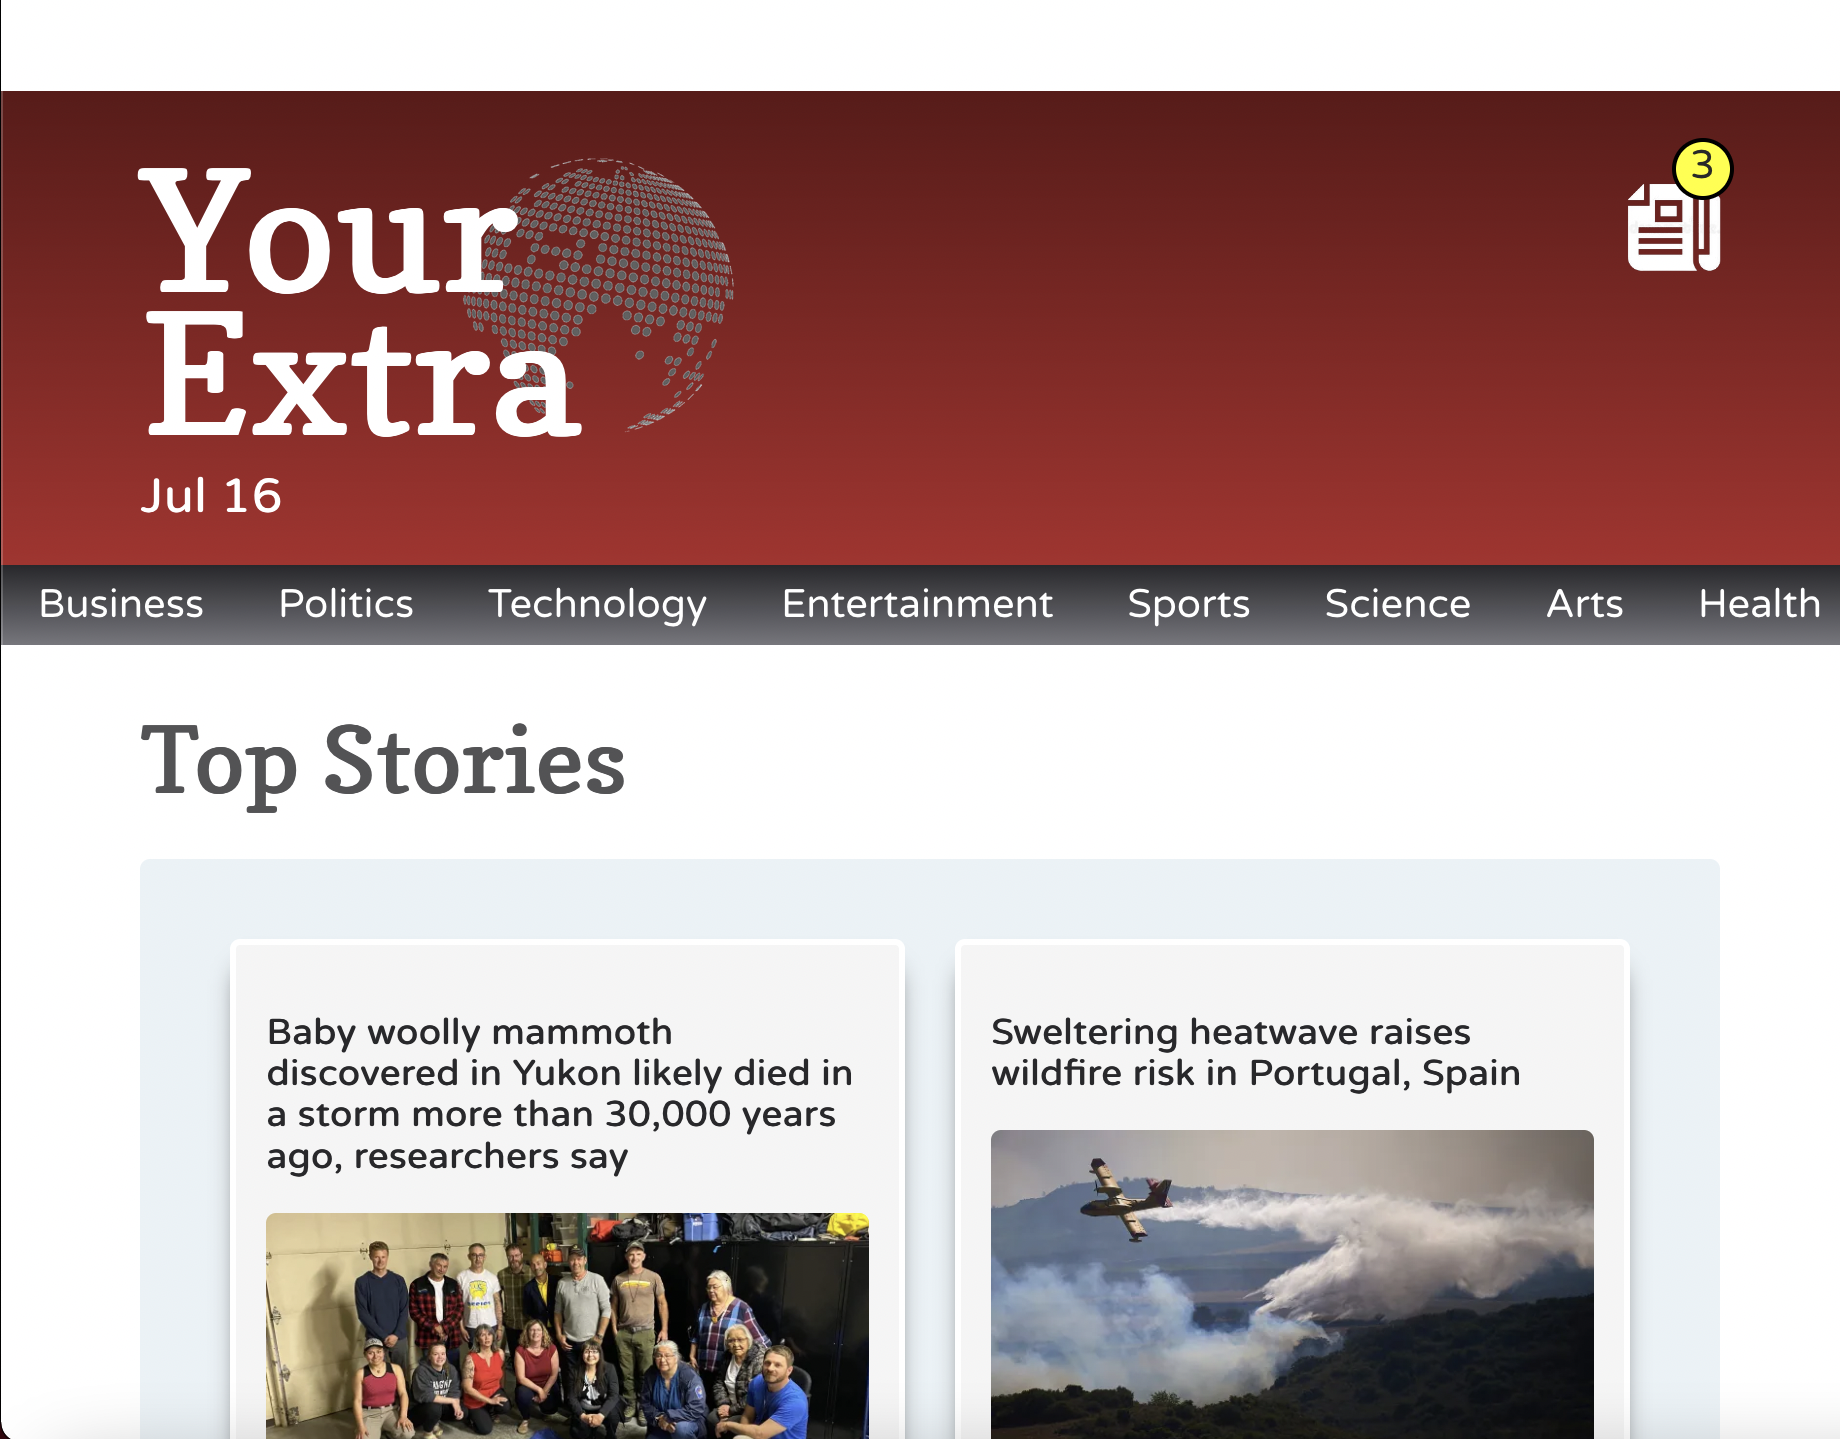 3
Your
Extra
Jul 16
Business Politics Technology Entertainment Sports Science Arts Health
Top Stories
Baby woolly mammoth
discovered in Yukon likely died in
a storm more than 30,000 years
ago, researchers say
Sweltering heatwave raises
wildfire risk in Portugal, Spain